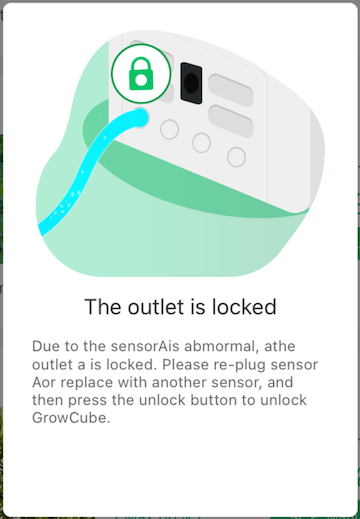 The outlet is locked
Due to the sensorAis abmormal, athe
outlet a is locked. Please re-plug sensor
Aor replace with another sensor, and
then press the unlock button to unlock
GrowCube.